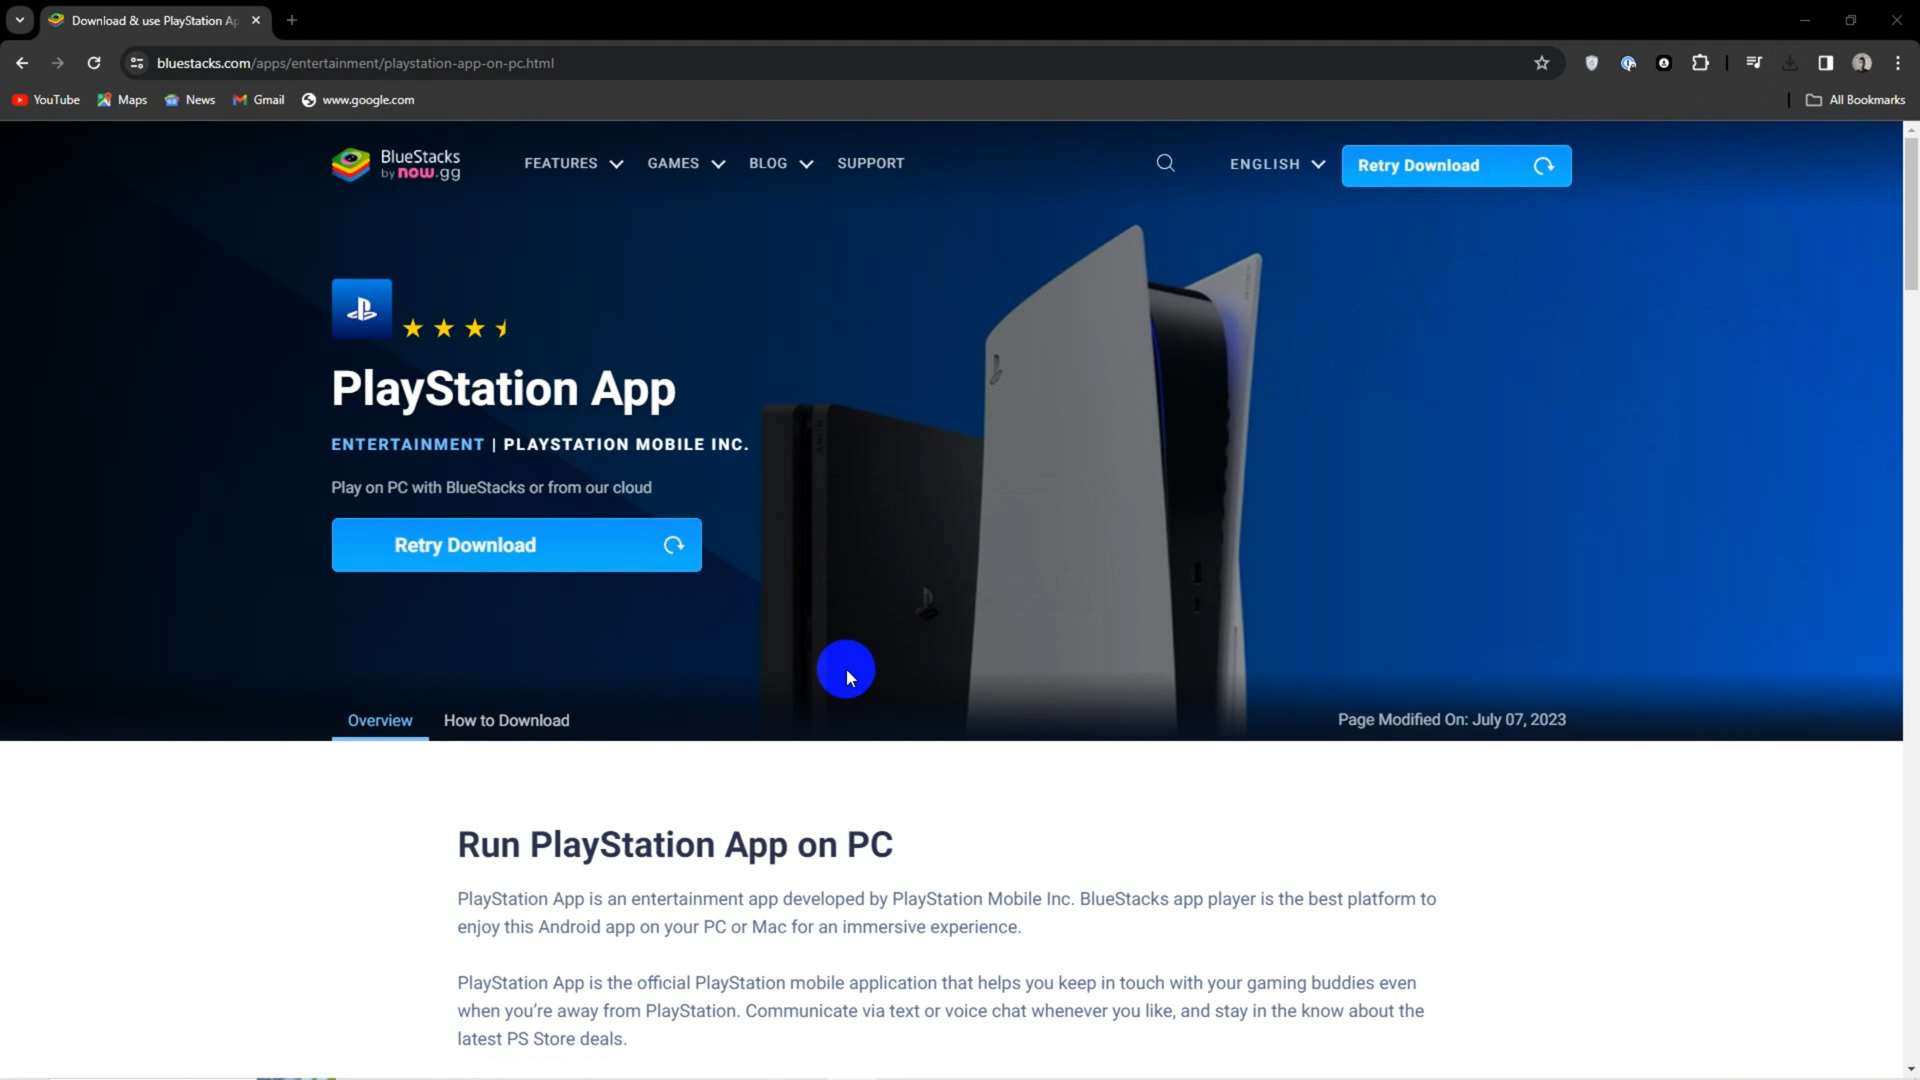 Download & use PlayStation Ap
bluestacks.com/apps/entertainment/playstation-app-on-pc.html
YouTube Maps News Gmail www.google.com All Bookmarks
BlueStacks
by now.gg
FEATURES GAMES BLOG SUPPORT ENGLISH Retry Download
PlayStation App
ENTERTAINMENT | PLAYSTATION MOBILE INC.
Play on PC with BlueStacks or from our cloud
Retry Download
Overview How to Download Page Modified On: July 07, 2023
Run PlayStation App on PC
PlayStation App is an entertainment app developed by PlayStation Mobile Inc. BlueStacks app player is the best platform to
enjoy this Android app on your PC or Mac for an immersive experience.
PlayStation App is the official PlayStation mobile application that helps you keep in touch with your gaming buddies even
when you’re away from PlayStation. Communicate via text or voice chat whenever you like, and stay in the know about the
latest PS Store deals.